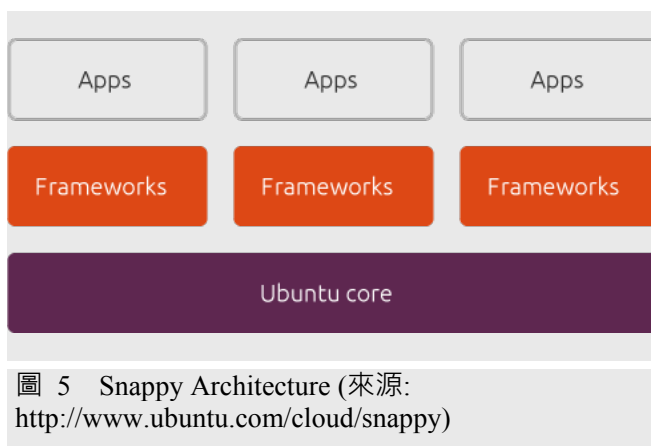 Apps Apps Apps
Frameworks Frameworks Frameworks
Ubuntu core
圖 5 Snappy Architecture (來源:
http://www.ubuntu.com/cloud/snappy)